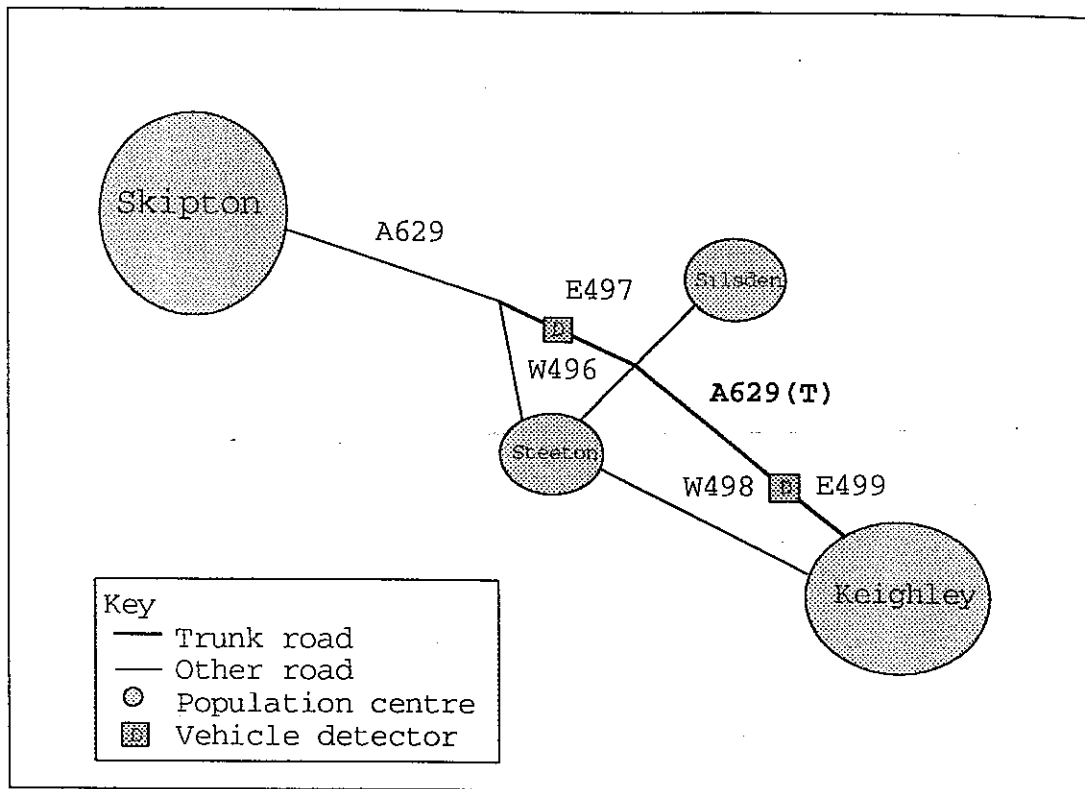 Skipton
A629
Silsden
E497
D
W496
A629(T)
Steeton
W498
D
E499
Keighley
Key
Trunk road
Other road
Population centre
D
Vehicle detector